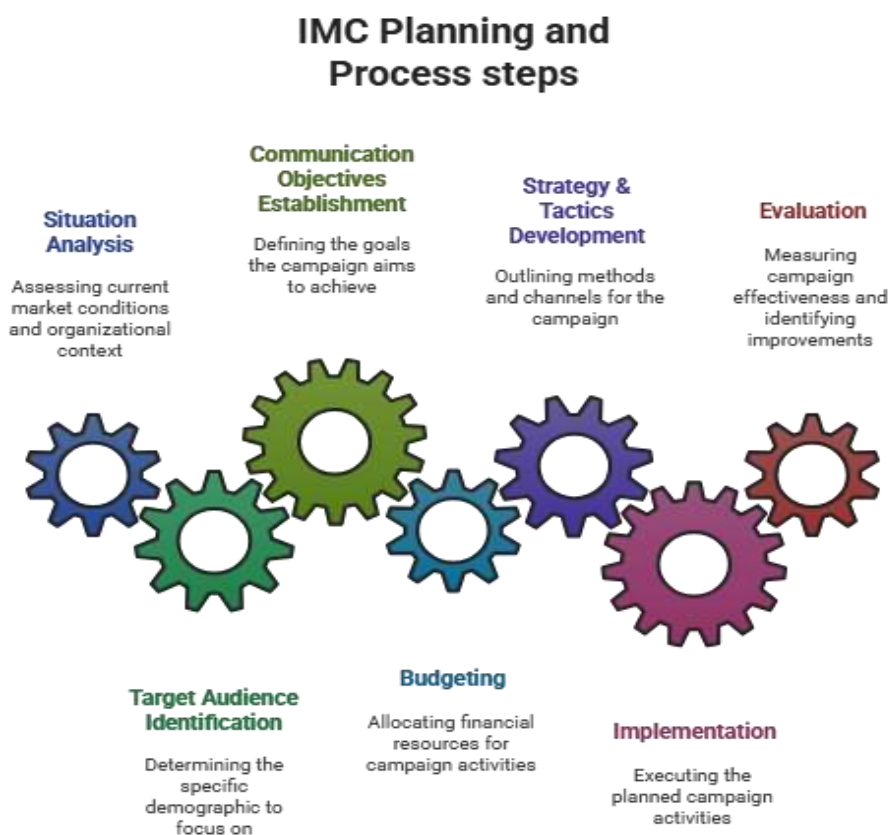 IMC Planning and
Process steps
Situation
Analysis
Assessing current
market conditions
and organizational
context
Target Audience
Identification
Determining the
specific
demographic to
focus on
Communication
Objectives
Establishment
Defining the goals
the campaign aims
to achieve
Budgeting
Allocating financial
resources for
campaign activities
Strategy &
Tactics
Development
Outlining methods
and channels for the
campaign
Implementation
Executing the
planned campaign
activities
Evaluation
Measuring
campaign
effectiveness and
identifying
improvements